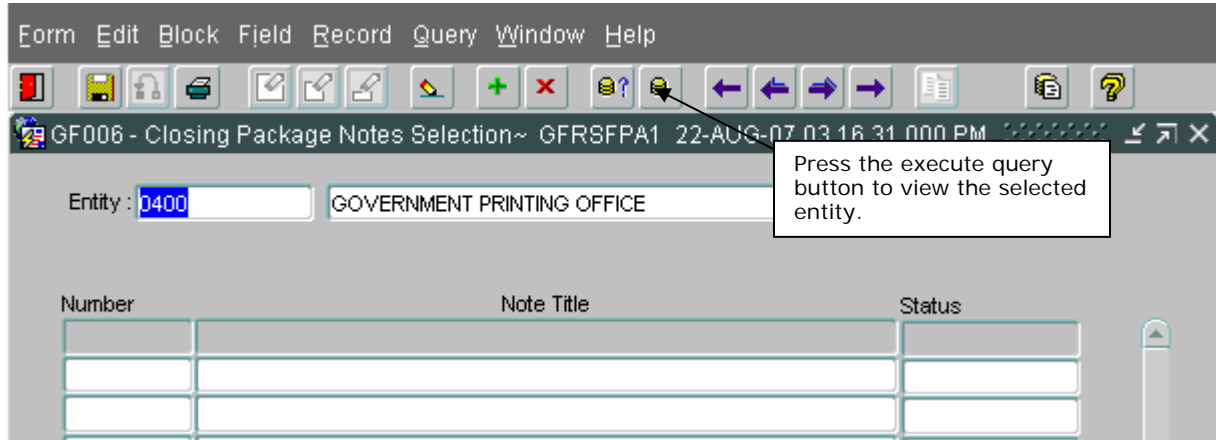 Form Edit Block Field Record Query Window Help
GF006 - Closing Package Notes Selection~ GFRSFPA1 22-AUG-07 03.16.31.000 PM
Press the execute query
button to view the selected
entity.
Entity : 0400 GOVERNMENT PRINTING OFFICE
Number Note Title Status